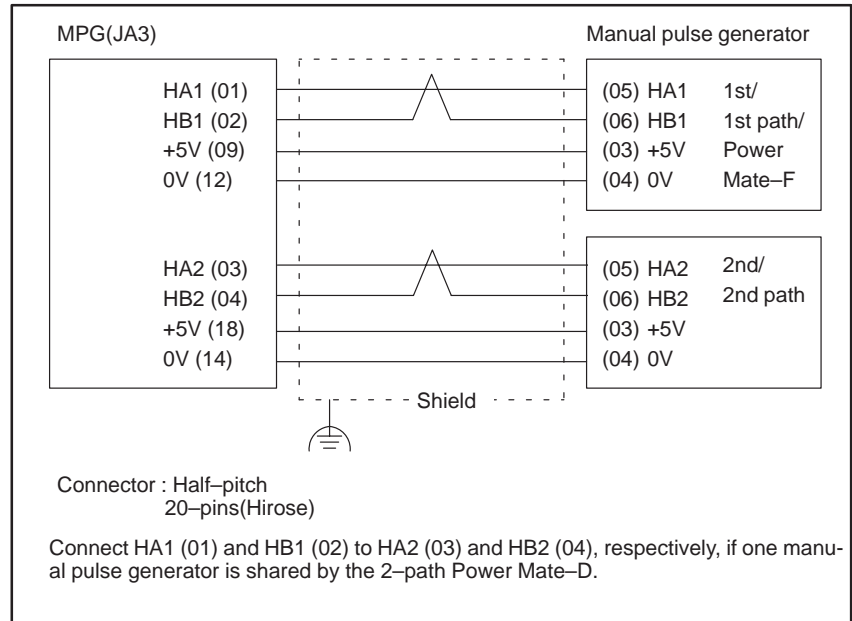 MPG(JA3)
Manual pulse generator
HA1 (01)
HB1 (02)
+5V (09)
0V (12)
(05) HA1 1st/
(06) HB1 1st path/
(03) +5V Power
(04) 0V Mate–F
HA2 (03)
HB2 (04)
+5V (18)
0V (14)
(05) HA2 2nd/
(06) HB2 2nd path
(03) +5V
(04) 0V
Shield
Connector : Half–pitch
20–pins(Hirose)
Connect HA1 (01) and HB1 (02) to HA2 (03) and HB2 (04), respectively, if one manu-
al pulse generator is shared by the 2–path Power Mate–D.